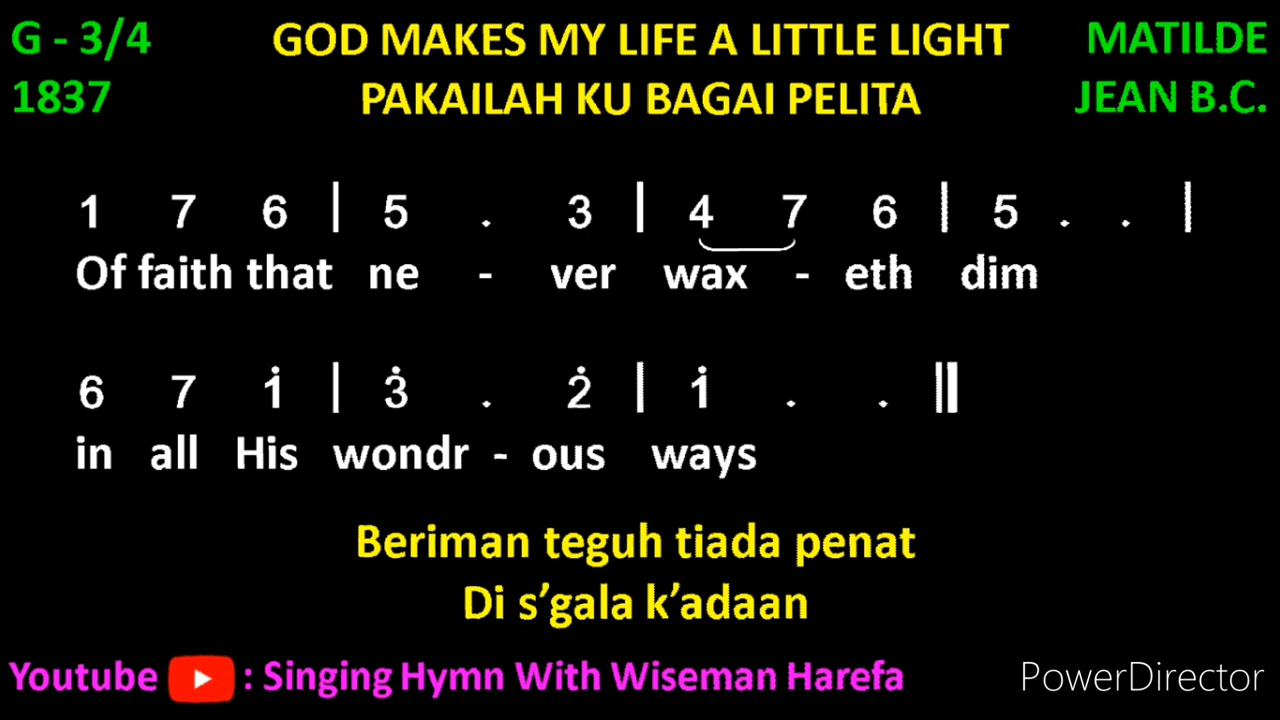 G - 3/4 GOD MAKES MY LIFE A LITTLE LIGHT MATILDE
1837 PAKAILAH KU BAGAI PELITA JEAN B.C.
1 7 6 | 5 . 3 | 4 7 6 | 5 . . |
Of faith that ne - ver wax - eth dim
6 7 1̇ | 3̇ . 2̇ | 1̇ . . ||
in all His wondr - ous ways
Beriman teguh tiada penat
Di s’gala k’adaan
Youtube : Singing Hymn With Wiseman Harefa PowerDirector